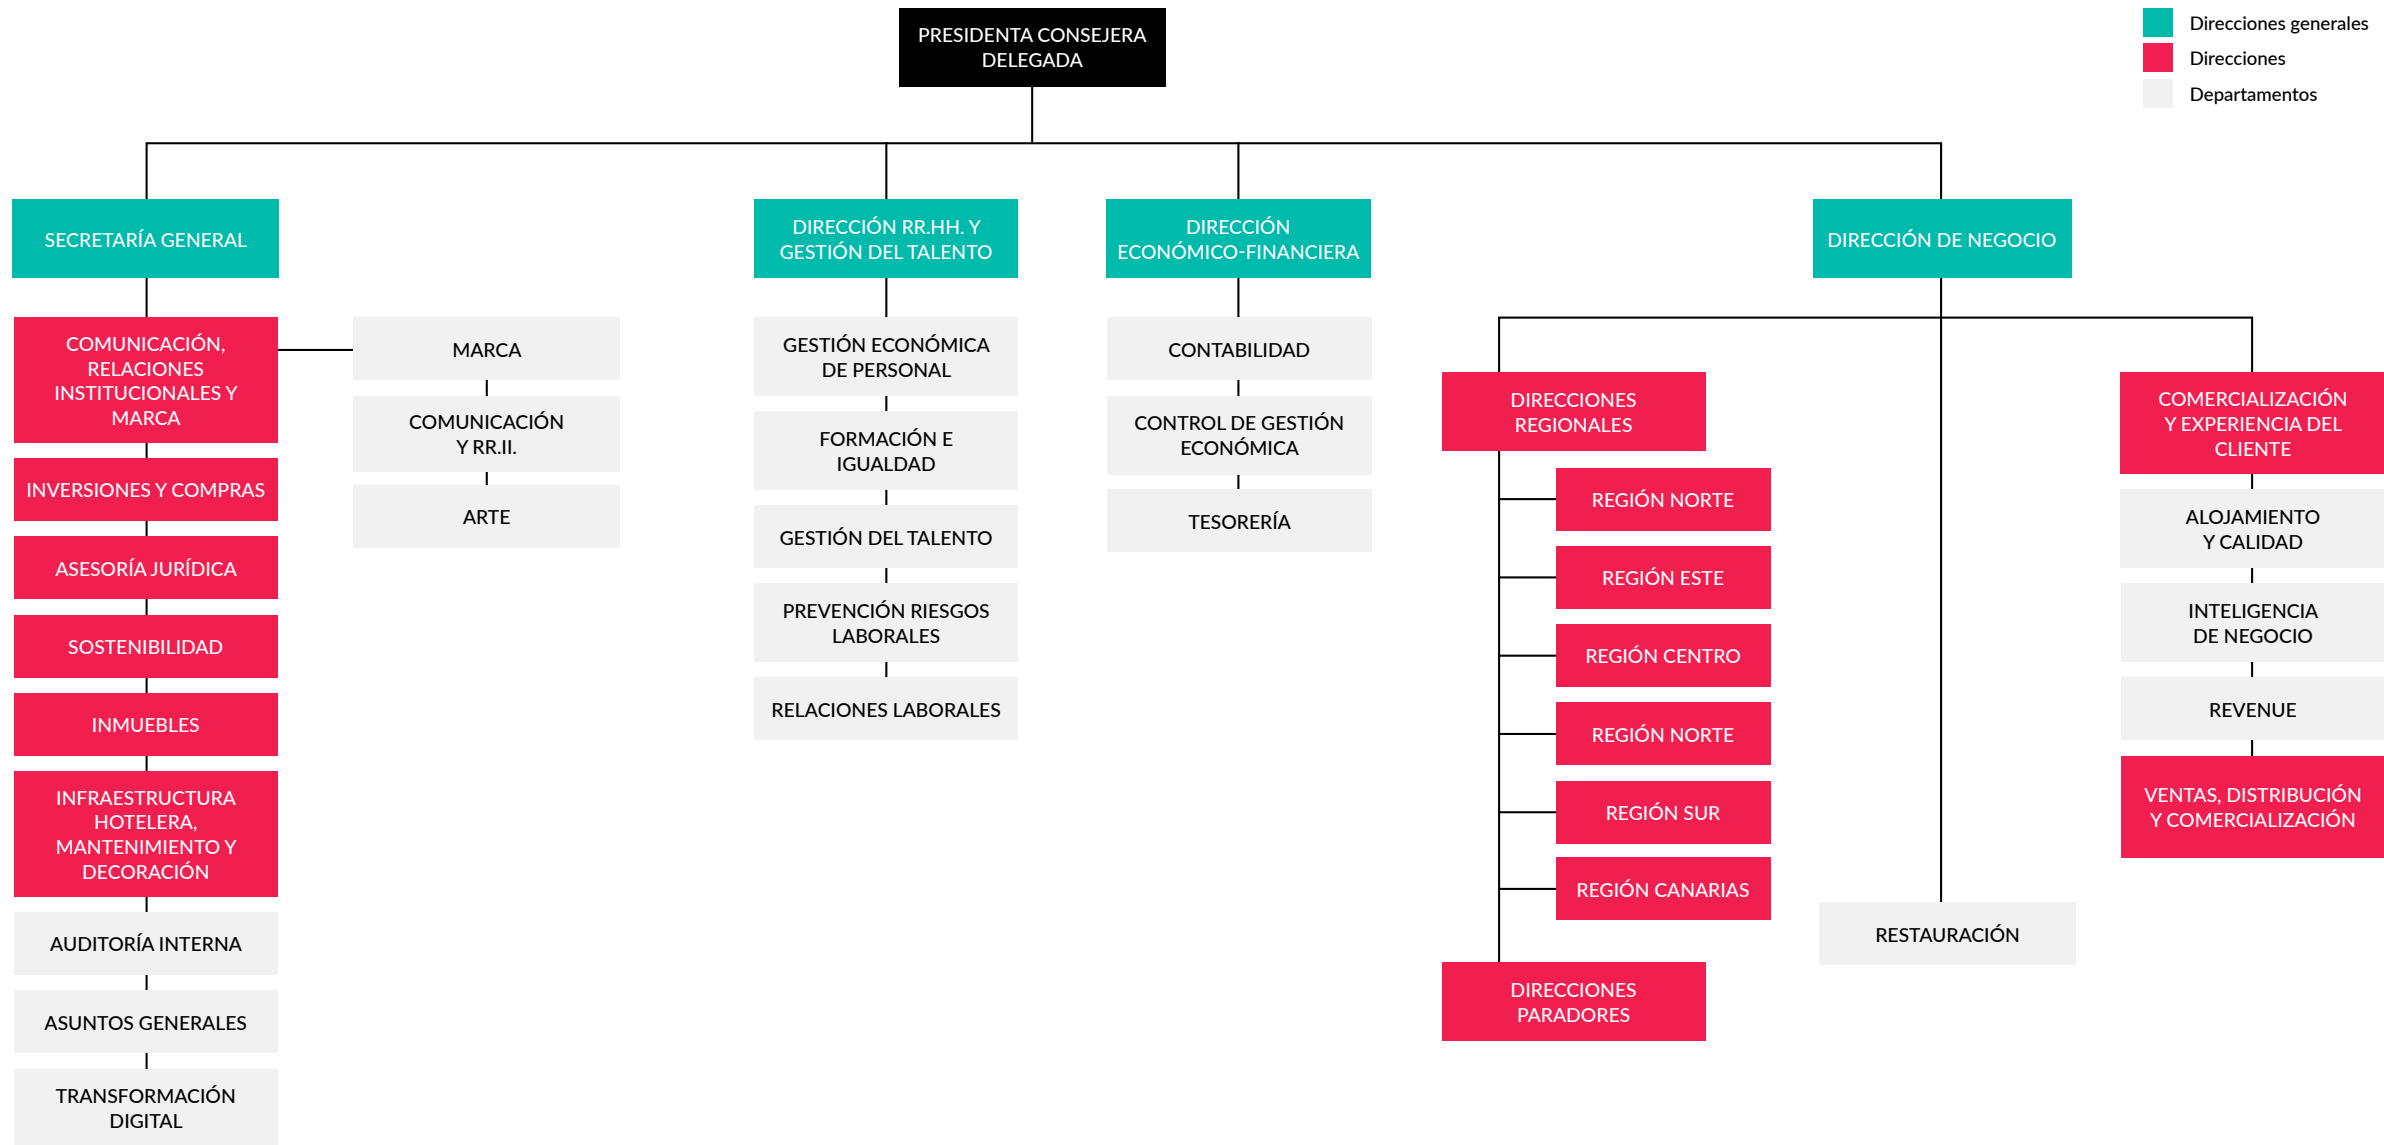 PRESIDENTA CONSEJERA
DELEGADA
Direcciones generales
Direcciones
Departamentos
SECRETARÍA GENERAL
COMUNICACIÓN,
RELACIONES
INSTITUCIONALES Y
MARCA
MARCA
COMUNICACIÓN
Y RR.II.
ARTE
INVERSIONES Y COMPRAS
ASESORÍA JURÍDICA
SOSTENIBILIDAD
INMUEBLES
INFRAESTRUCTURA
HOTELERA,
MANTENIMIENTO Y
DECORACIÓN
AUDITORÍA INTERNA
ASUNTOS GENERALES
TRANSFORMACIÓN
DIGITAL
DIRECCIÓN RR.HH. Y
GESTIÓN DEL TALENTO
GESTIÓN ECONÓMICA
DE PERSONAL
FORMACIÓN E
IGUALDAD
GESTIÓN DEL TALENTO
PREVENCIÓN RIESGOS
LABORALES
RELACIONES LABORALES
DIRECCIÓN
ECONÓMICO-FINANCIERA
CONTABILIDAD
CONTROL DE GESTIÓN
ECONÓMICA
TESORERÍA
DIRECCIÓN DE NEGOCIO
DIRECCIONES
REGIONALES
REGIÓN NORTE
REGIÓN ESTE
REGIÓN CENTRO
REGIÓN NORTE
REGIÓN SUR
REGIÓN CANARIAS
DIRECCIONES
PARADORES
RESTAURACIÓN
COMERCIALIZACIÓN
Y EXPERIENCIA DEL
CLIENTE
ALOJAMIENTO
Y CALIDAD
INTELIGENCIA
DE NEGOCIO
REVENUE
VENTAS, DISTRIBUCIÓN
Y COMERCIALIZACIÓN